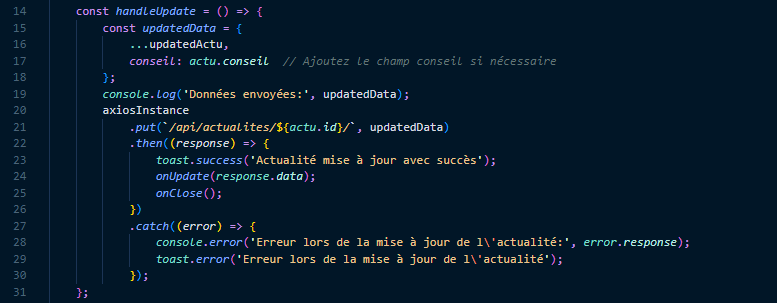 14 const handleUpdate = () => {
15 const updatedData = {
16 ...updatedActu,
17 conseil: actu.conseil // Ajoutez le champ conseil si nécessaire
18 };
19 console.log('Données envoyées:', updatedData);
20 axiosInstance
21 .put(`/api/actualites/${actu.id}/`, updatedData)
22 .then((response) => {
23 toast.success('Actualité mise à jour avec succès');
24 onUpdate(response.data);
25 onClose();
26 })
27 .catch((error) => {
28 console.error('Erreur lors de la mise à jour de l\'actualité:', error.response);
29 toast.error('Erreur lors de la mise à jour de l\'actualité');
30 });
31 };